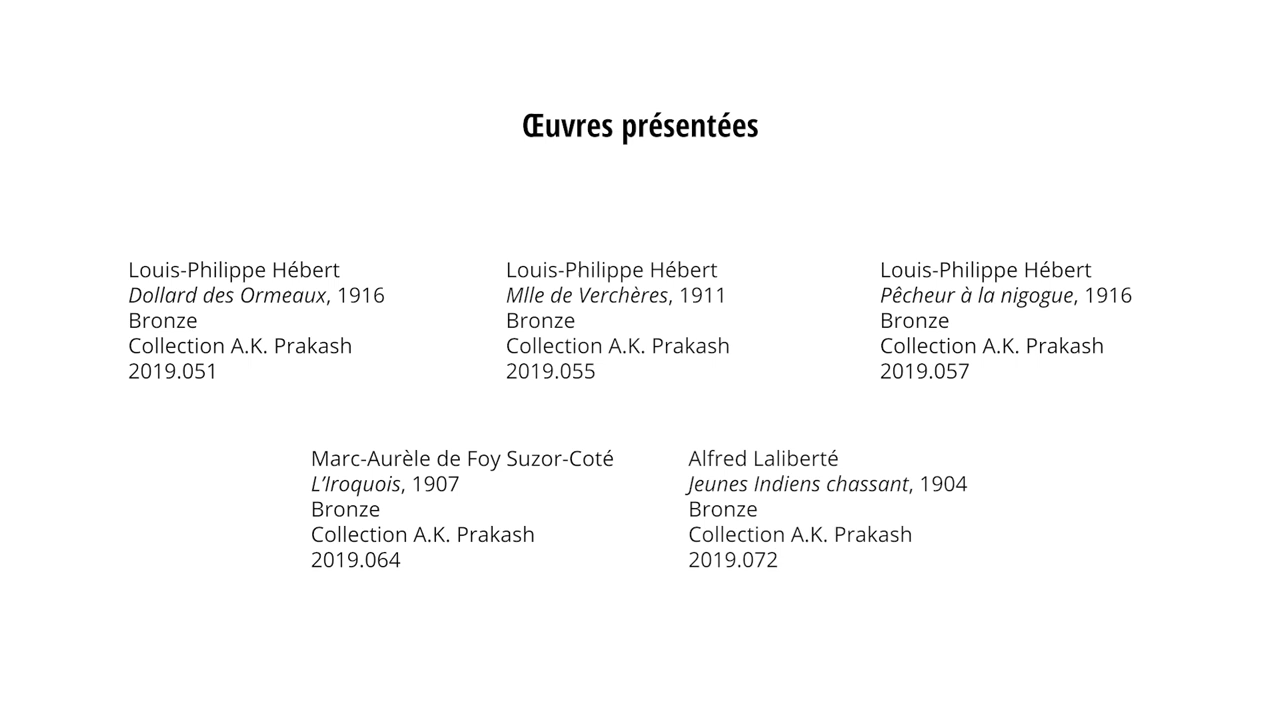 Œuvres présentées
Louis-Philippe Hébert
Dollard des Ormeaux, 1916
Bronze
Collection A.K. Prakash
2019.051
Louis-Philippe Hébert
Mlle de Verchères, 1911
Bronze
Collection A.K. Prakash
2019.055
Louis-Philippe Hébert
Pêcheur à la nigogue, 1916
Bronze
Collection A.K. Prakash
2019.057
Marc-Aurèle de Foy Suzor-Coté
L’Iroquois, 1907
Bronze
Collection A.K. Prakash
2019.064
Alfred Laliberté
Jeunes Indiens chassant, 1904
Bronze
Collection A.K. Prakash
2019.072